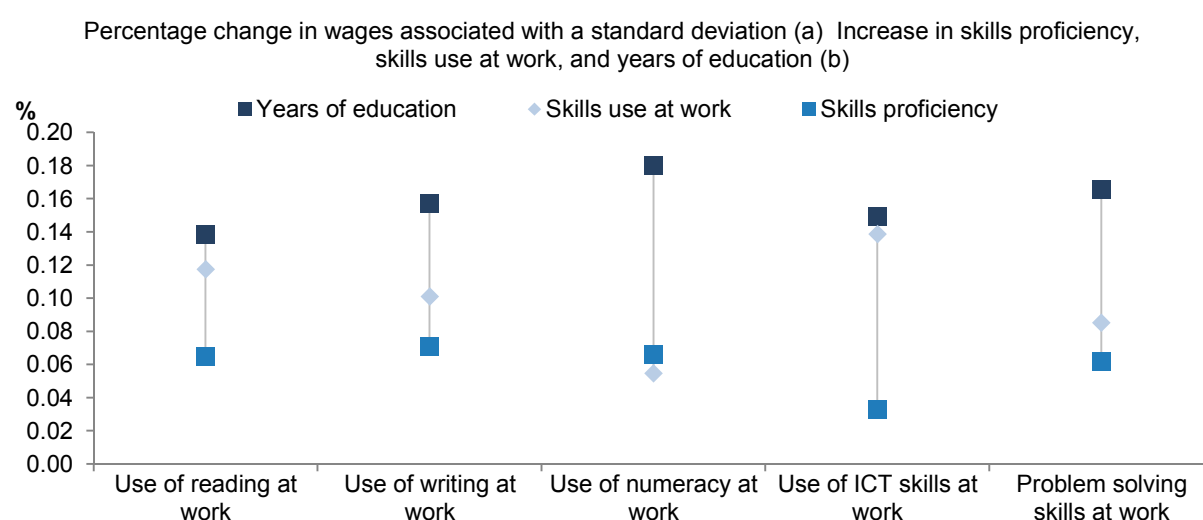 Percentage change in wages associated with a standard deviation (a)  Increase in skills proficiency,
skills use at work, and years of education (b)
%
Years of education
Skills use at work
Skills proficiency
0.20
0.18
0.16
0.14
0.12
0.10
0.08
0.06
0.04
0.02
0.00
Use of reading at
work
Use of writing at
work
Use of numeracy at
work
Use of ICT skills at
work
Problem solving
skills at work